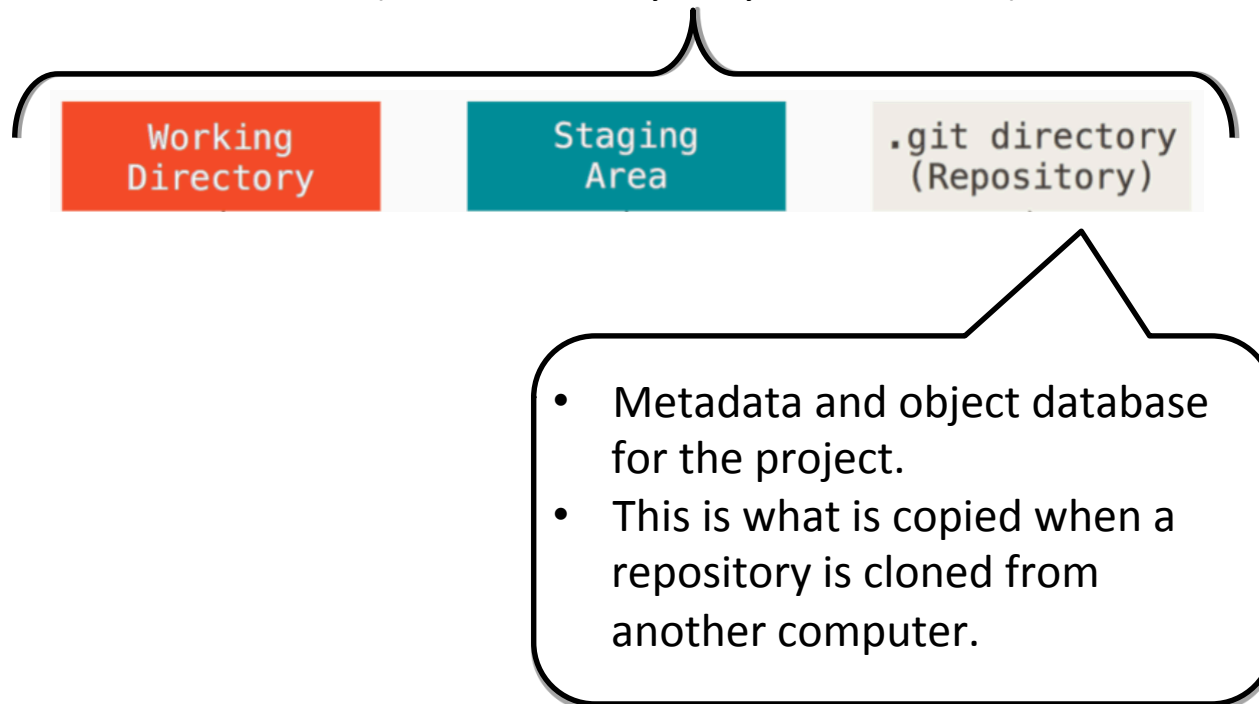 Working
Directory
Staging
Area
.git directory
(Repository)
• Metadata and object database
for the project.
• This is what is copied when a
repository is cloned from
another computer.